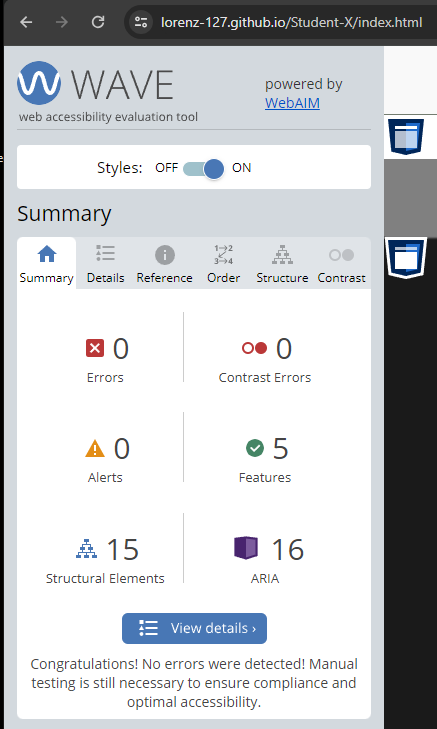 lorenz-127.github.io/Student-X/index.html
WAVE
web accessibility evaluation tool
powered by
WebAIM
Styles: OFF ON
Summary
Summary Details Reference Order Structure Contrast
0
Errors
0
Contrast Errors
0
Alerts
5
Features
15
Structural Elements
16
ARIA
View details ›
Congratulations! No errors were detected! Manual
testing is still necessary to ensure compliance and
optimal accessibility.